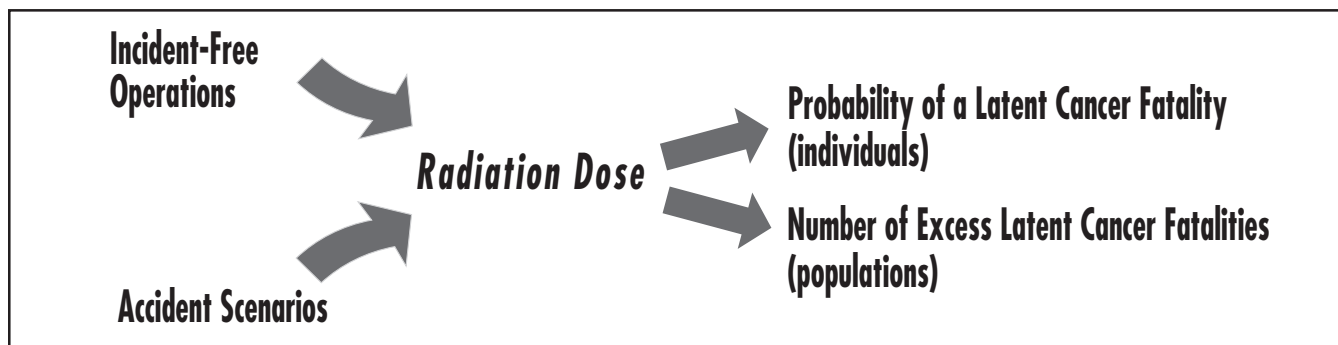 Incident-Free
Operations
Accident Scenarios
Radiation Dose
Probability of a Latent Cancer Fatality
(individuals)
Number of Excess Latent Cancer Fatalities
(populations)